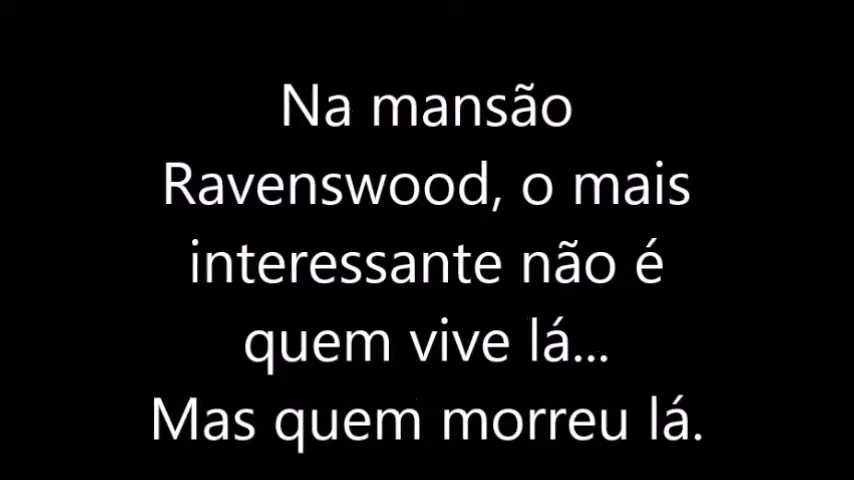 Na mansão
Ravenswood, o mais
interessante não é
quem vive lá...
Mas quem morreu lá.